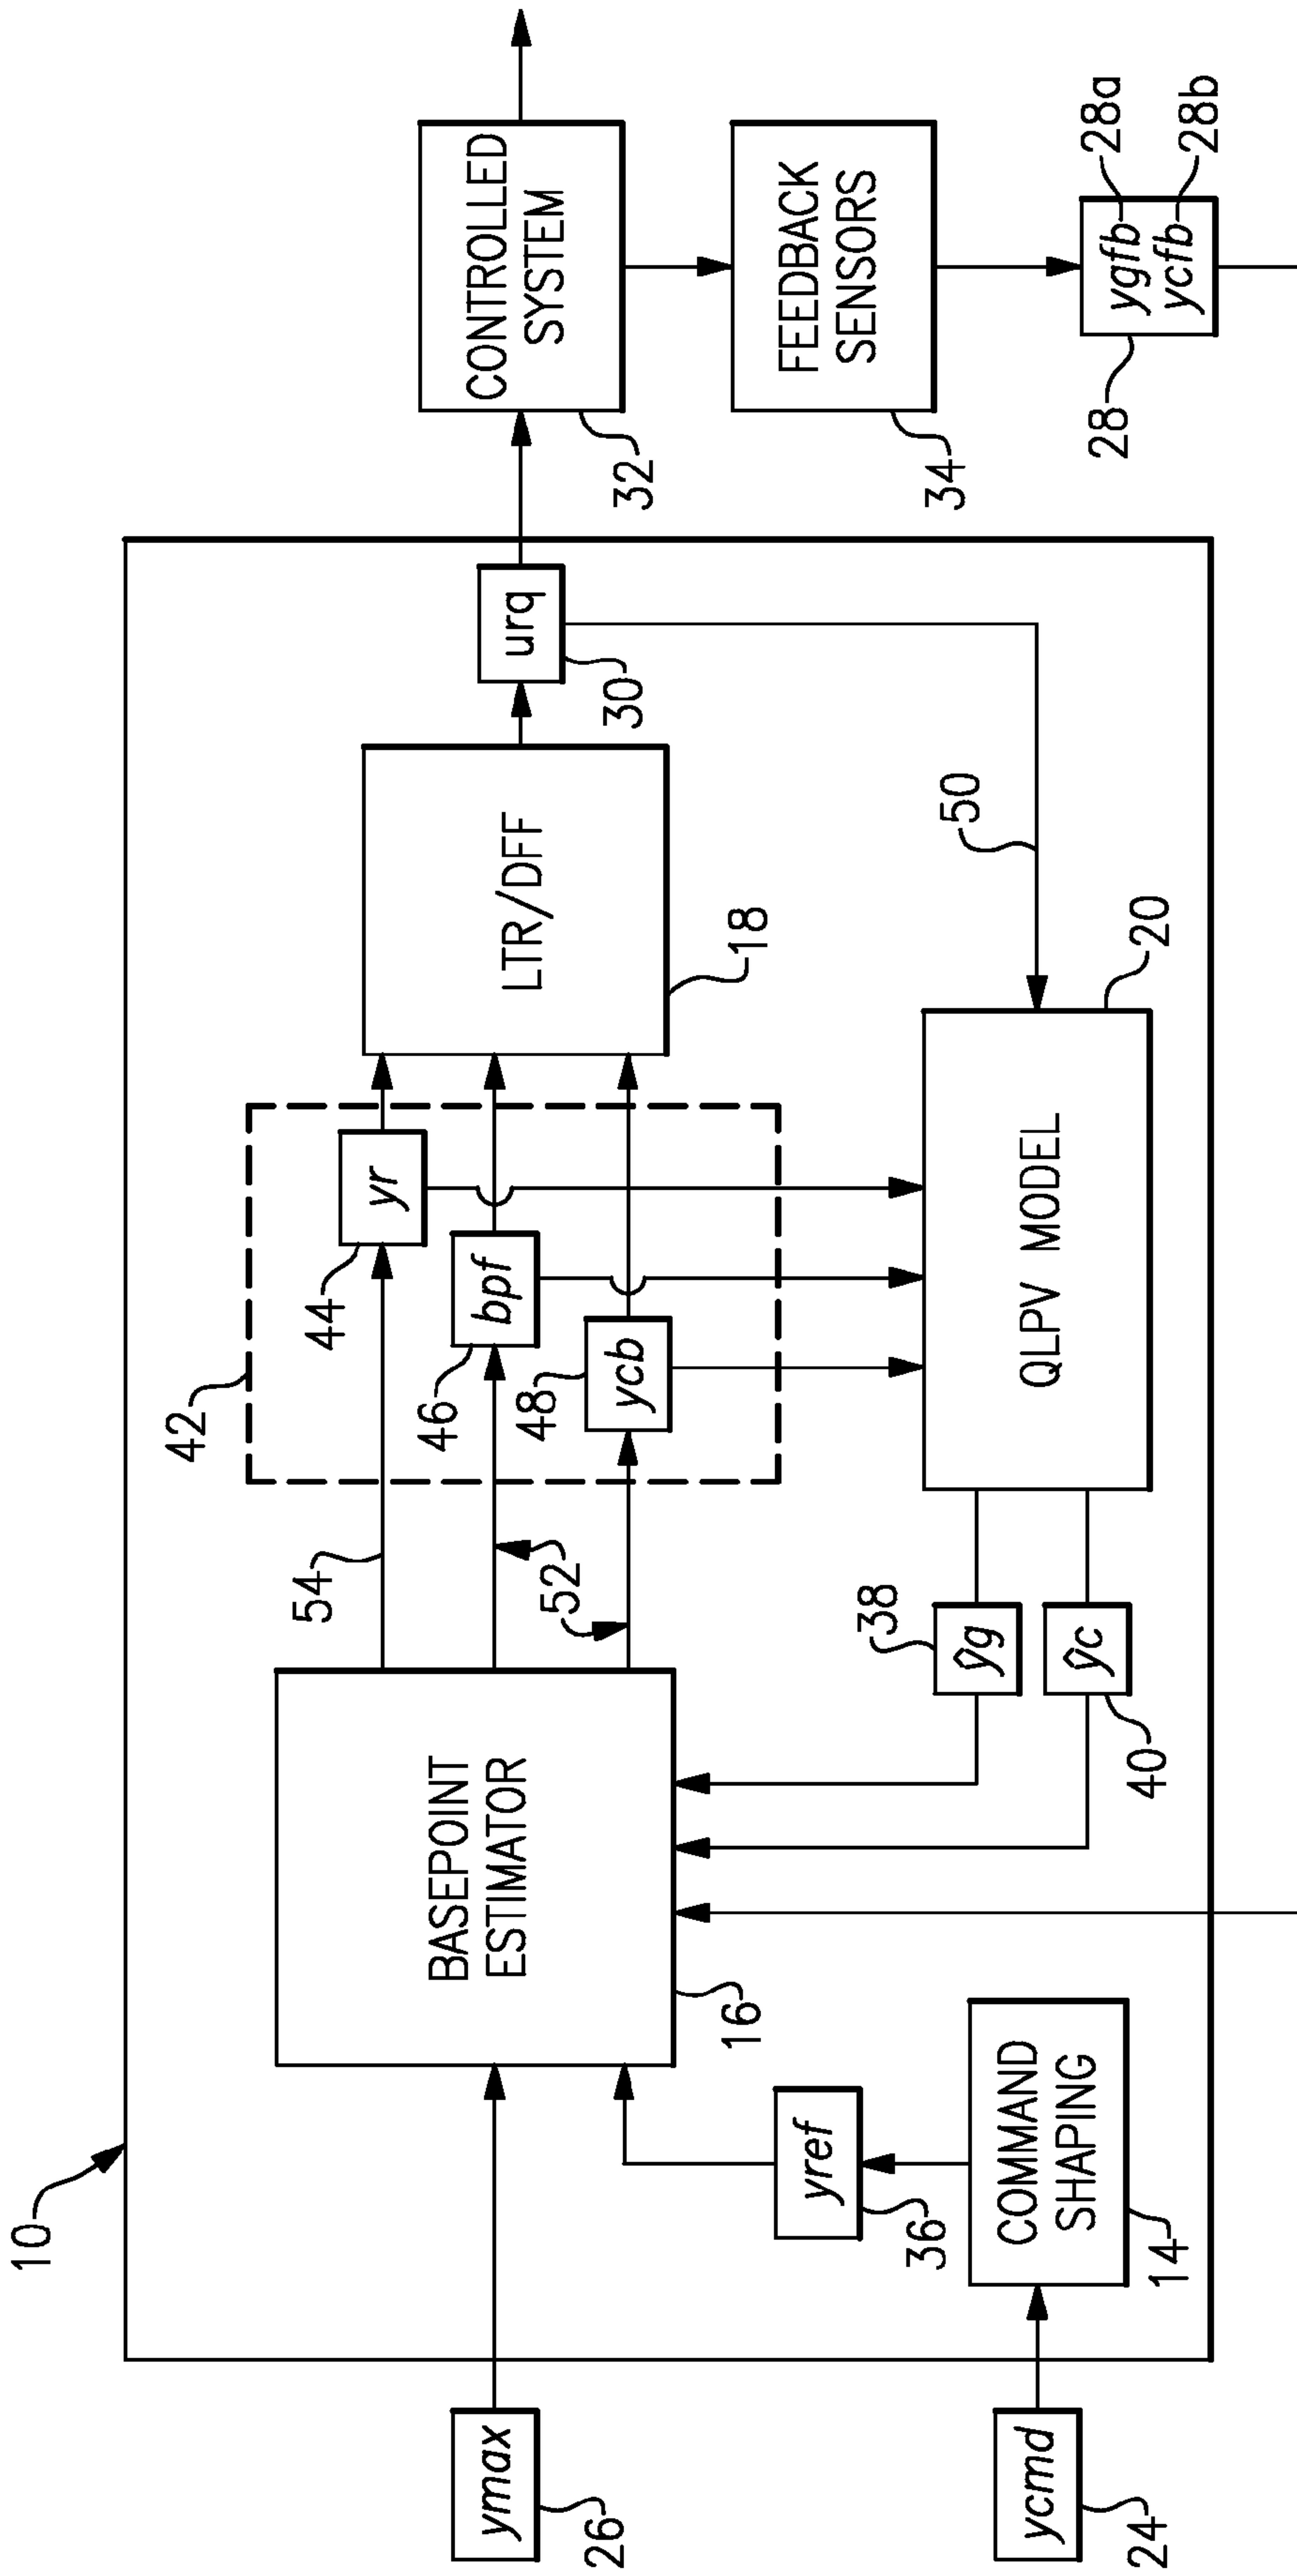 10
ymax
26
ycmd
24
COMMAND
SHAPING
14
yref
36
BASEPOINT
ESTIMATOR
16
54
52
ŷg
38
ŷc
40
42
yr
44
bpf
46
ycb
48
LTR/DFF
18
QLPV MODEL
20
50
urq
30
CONTROLLED
SYSTEM
32
FEEDBACK
SENSORS
34
ygfb
28a
ycfb
28b
28